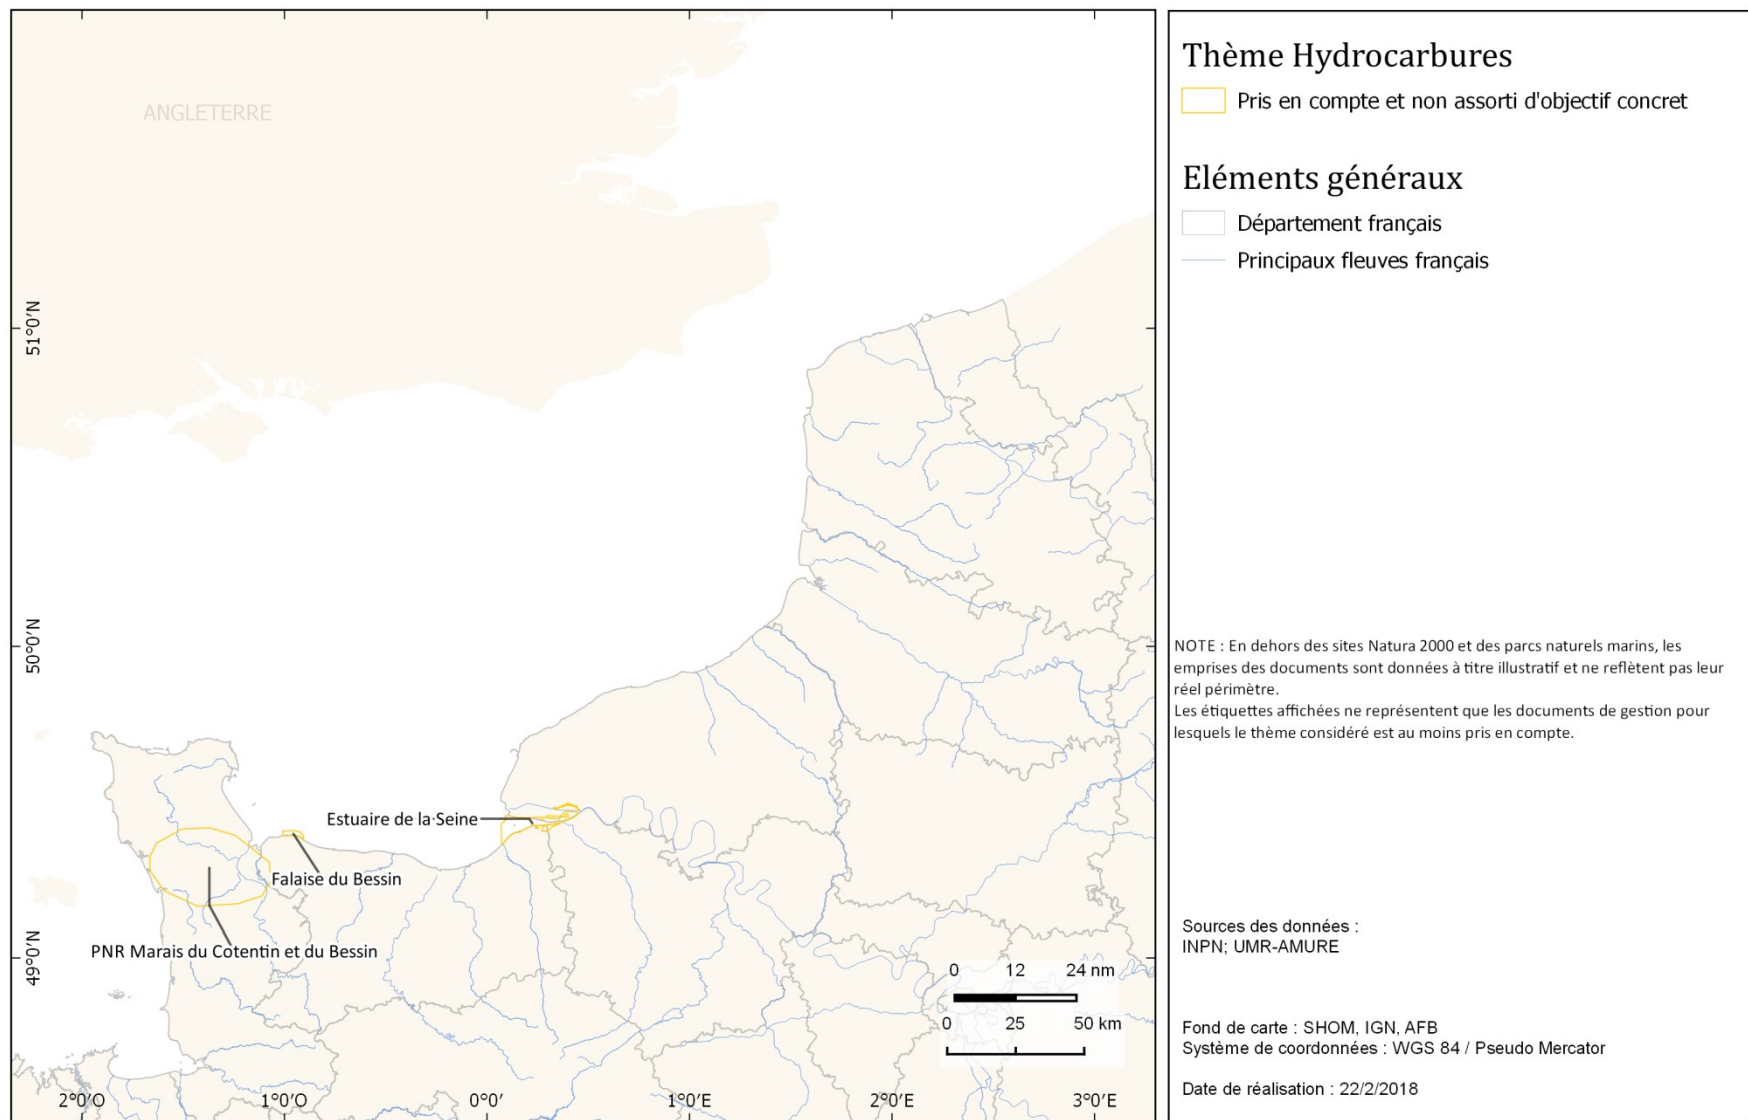 ANGLETERRE
51°0'N
50°0'N
49°0'N
Estuaire de la Seine
Falaise du Bessin
PNR Marais du Cotentin et du Bessin
0 12 24 nm
0 25 50 km
2°0'O 1°0'O 0°0' 1°0'E 2°0'E 3°0'E
Thème Hydrocarbures
Pris en compte et non assorti d'objectif concret
Eléments généraux
Département français
Principaux fleuves français
NOTE : En dehors des sites Natura 2000 et des parcs naturels marins, les
emprises des documents sont données à titre illustratif et ne reflètent pas leur
réel périmètre.
Les étiquettes affichées ne représentent que les documents de gestion pour
lesquels le thème considéré est au moins pris en compte.
Sources des données :
INPN; UMR-AMURE
Fond de carte : SHOM, IGN, AFB
Système de coordonnées : WGS 84 / Pseudo Mercator
Date de réalisation : 22/2/2018